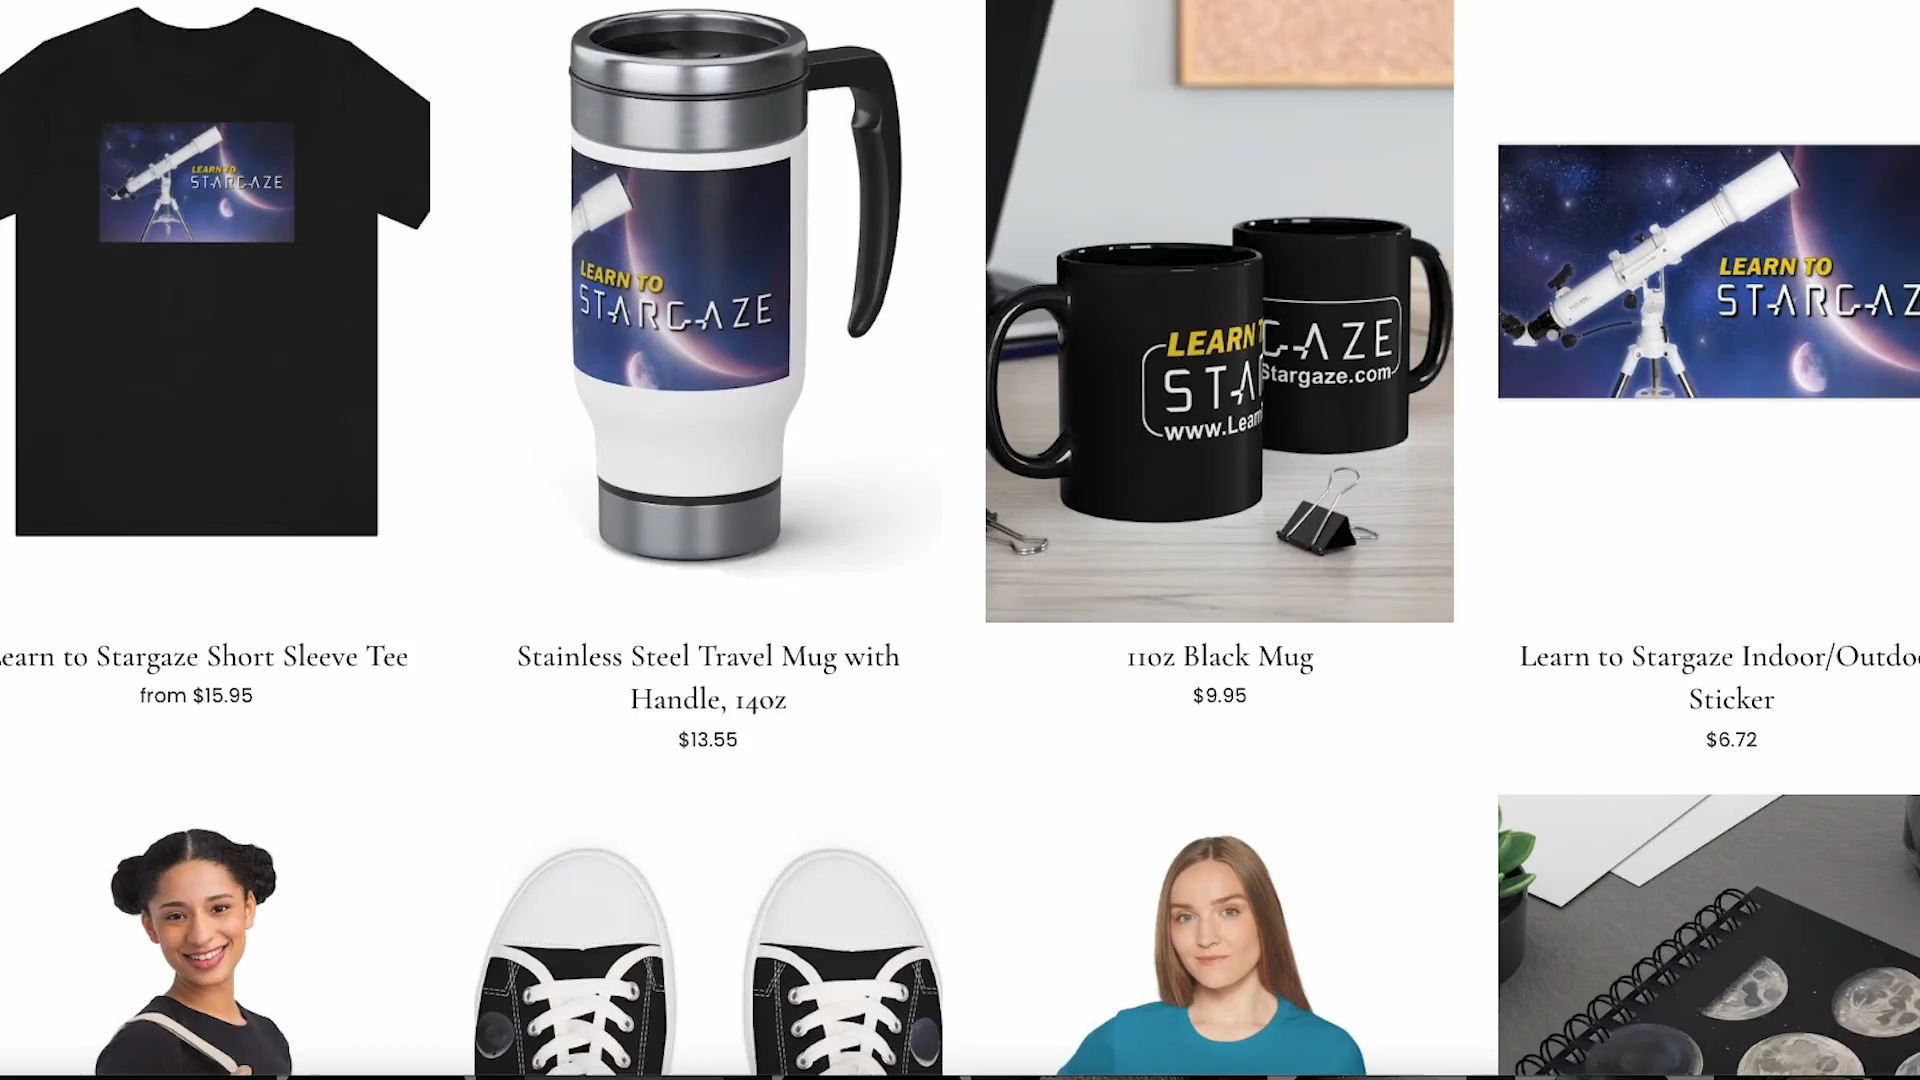 LEARN TO
STARGAZE
LEARN TO
STARGAZE
LEARN T
STA
www.Lear
GAZE
Stargaze.com
LEARN TO
STARGAZ
earn to Stargaze Short Sleeve Tee
from $15.95
Stainless Steel Travel Mug with
Handle, 14oz
$13.55
11oz Black Mug
$9.95
Learn to Stargaze Indoor/Outdoo
Sticker
$6.72